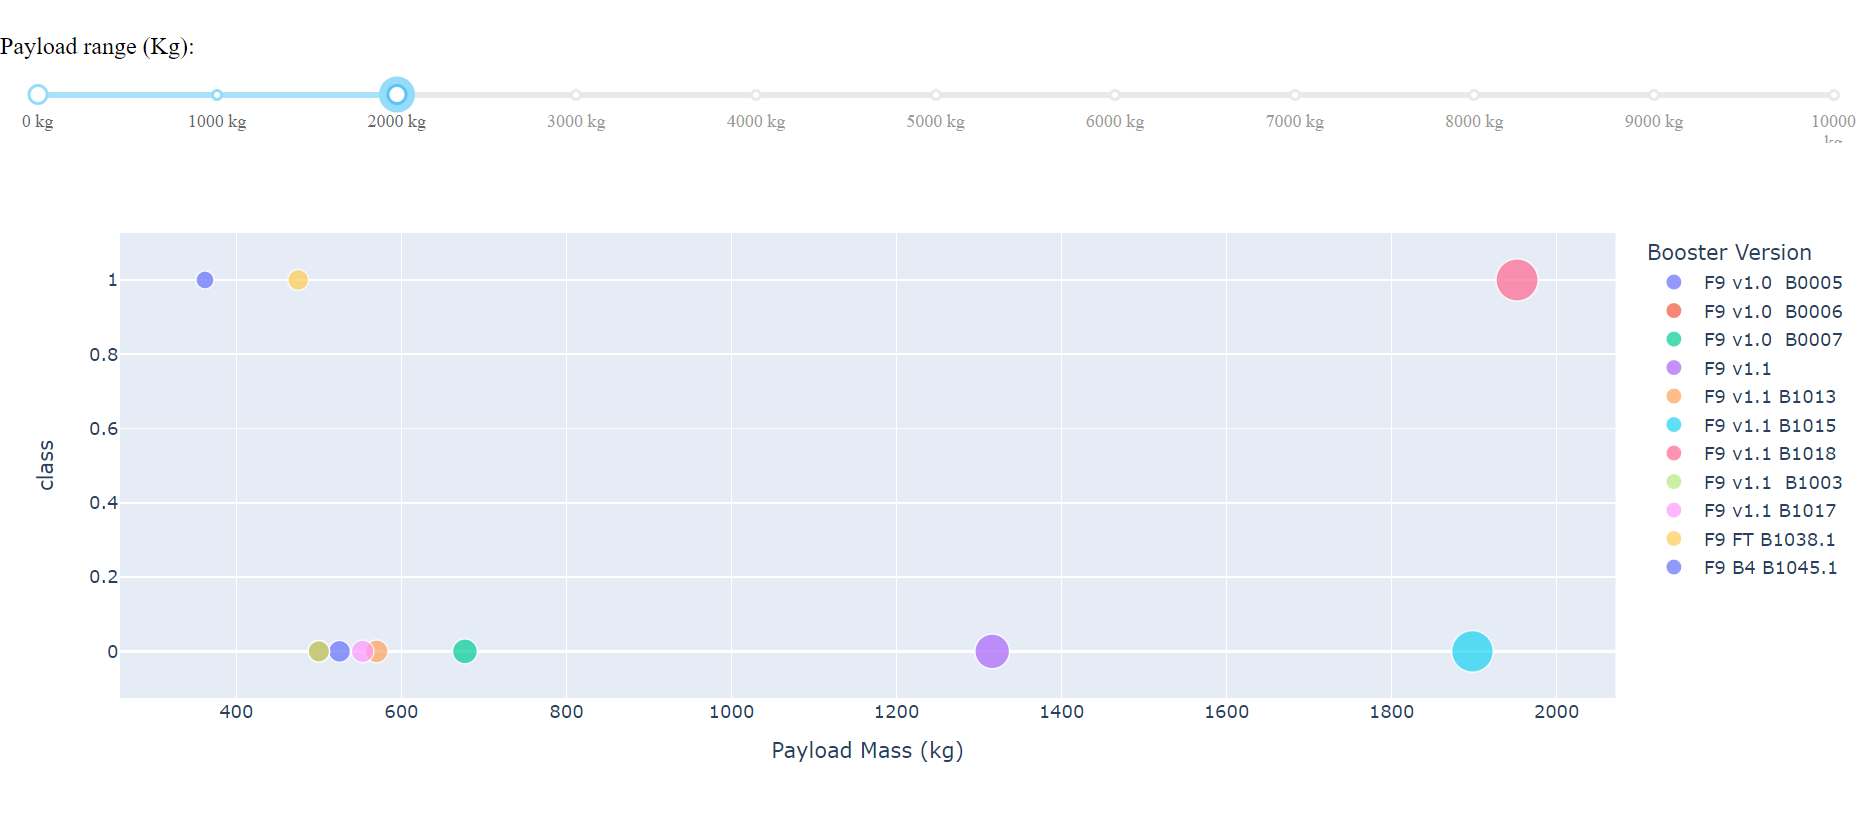 Payload range (Kg):
0 kg 1000 kg 2000 kg 3000 kg 4000 kg 5000 kg 6000 kg 7000 kg 8000 kg 9000 kg 10000
kg
Booster Version
F9 v1.0  B0005
F9 v1.0  B0006
F9 v1.0  B0007
F9 v1.1
F9 v1.1 B1013
F9 v1.1 B1015
F9 v1.1 B1018
F9 v1.1  B1003
F9 v1.1 B1017
F9 FT B1038.1
F9 B4 B1045.1
1
0.8
0.6
0.4
0.2
0
class
400 600 800 1000 1200 1400 1600 1800 2000
Payload Mass (kg)